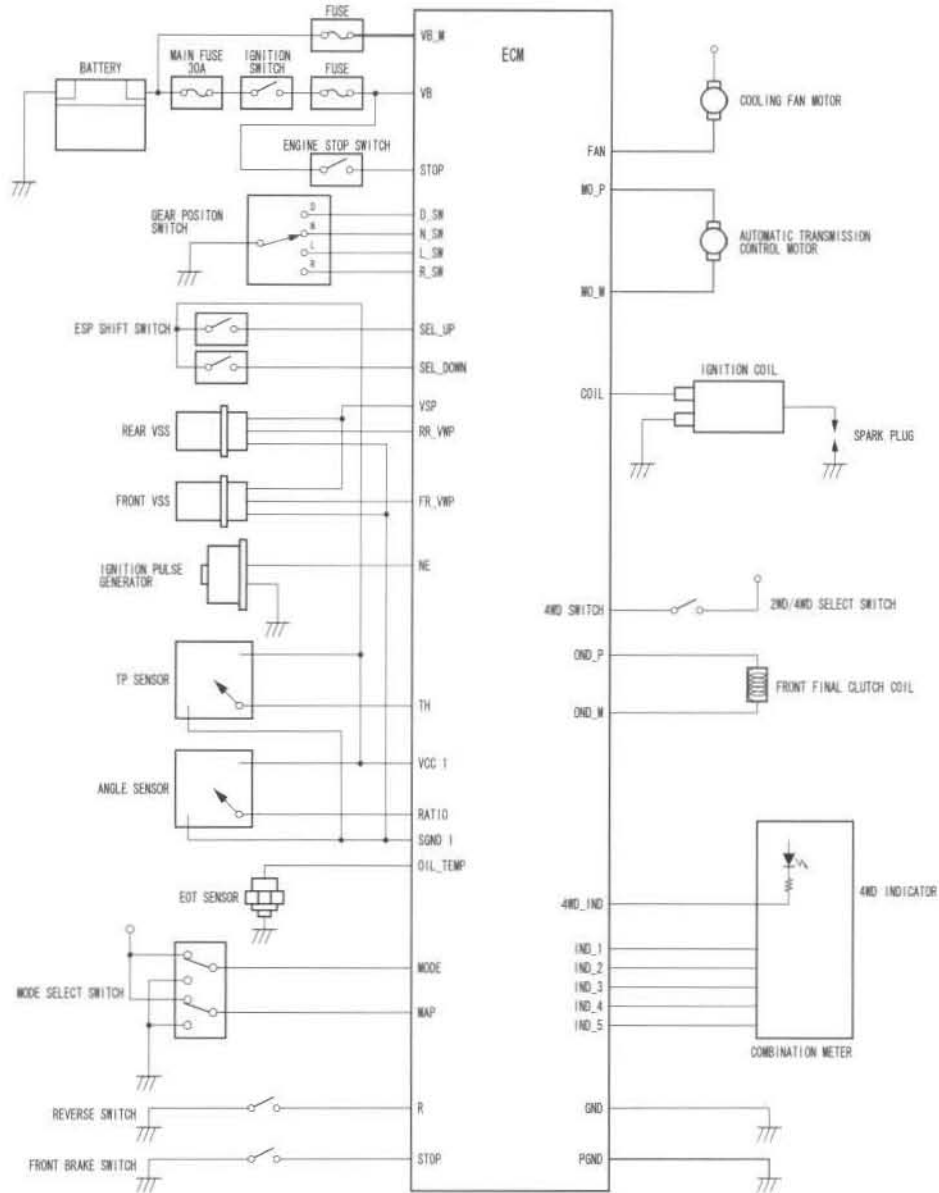 FUSE
VB_M
ECM
MAIN FUSE
30A
IGNITION
SWITCH
FUSE
BATTERY
VB
COOLING FAN MOTOR
ENGINE STOP SWITCH
FAN
STOP
MO_P
GEAR POSITON
SWITCH
D
D_SW
N
N_SW
L
L_SW
R
R_SW
AUTOMATIC TRANSMISSION
CONTROL MOTOR
MO_M
ESP SHIFT SWITCH
SEL_UP
SEL_DOWN
IGNITION COIL
COIL
VSP
REAR VSS
RR_VWP
SPARK PLUG
FRONT VSS
FR_VWP
IGNITION PULSE
GENERATOR
NE
4WD SWITCH
2WD/4WD SELECT SWITCH
OND_P
TP SENSOR
FRONT FINAL CLUTCH COIL
TH
OND_M
VCC 1
ANGLE SENSOR
RATIO
SGND 1
OIL_TEMP
EOT SENSOR
4WD INDICATOR
4WD_IND
IND_1
MODE
IND_2
MODE SELECT SWITCH
IND_3
MAP
IND_4
IND_5
COMBINATION METER
REVERSE SWITCH
R
GND
FRONT BRAKE SWITCH
STOP
PGND